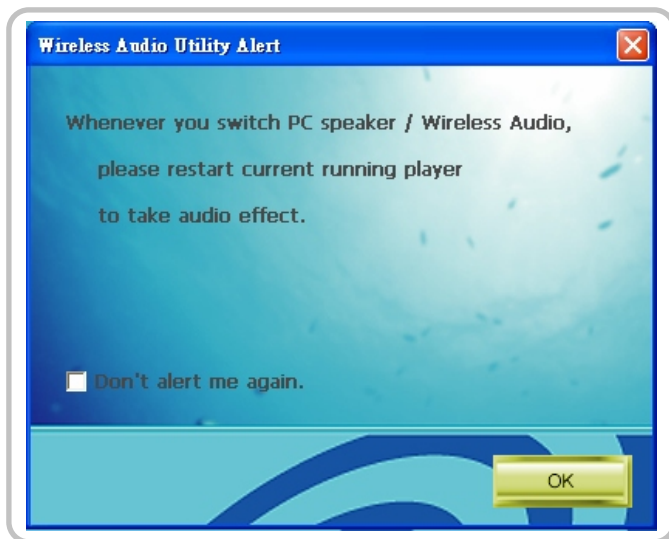 Wireless Audio Utility Alert
Whenever you switch PC speaker / Wireless Audio,
please restart current running player
to take audio effect.
Don't alert me again.
OK